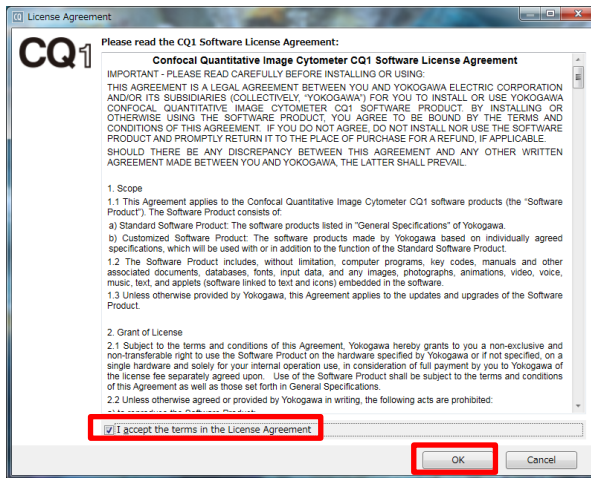 License Agreement
CQ1
Please read the CQ1 Software License Agreement:
Confocal Quantitative Image Cytometer CQ1 Software License Agreement
IMPORTANT - PLEASE READ CAREFULLY BEFORE INSTALLING OR USING:
THIS AGREEMENT IS A LEGAL AGREEMENT BETWEEN YOU AND YOKOGAWA ELECTRIC CORPORATION
AND/OR ITS SUBSIDIARIES (COLLECTIVELY, "YOKOGAWA") FOR YOU TO INSTALL OR USE YOKOGAWA
CONFOCAL QUANTITATIVE IMAGE CYTOMETER CQ1 SOFTWARE PRODUCT. BY INSTALLING OR
OTHERWISE USING THE SOFTWARE PRODUCT, YOU AGREE TO BE BOUND BY THE TERMS AND
CONDITIONS OF THIS AGREEMENT. IF YOU DO NOT AGREE, DO NOT INSTALL NOR USE THE SOFTWARE
PRODUCT AND PROMPTLY RETURN IT TO THE PLACE OF PURCHASE FOR A REFUND, IF APPLICABLE.
SHOULD THERE BE ANY DISCREPANCY BETWEEN THIS AGREEMENT AND ANY OTHER WRITTEN
AGREEMENT MADE BETWEEN YOU AND YOKOGAWA, THE LATTER SHALL PREVAIL.
1. Scope
1.1 This Agreement applies to the Confocal Quantitative Image Cytometer CQ1 software products (the "Software
Product"). The Software Product consists of:
a) Standard Software Product: The software products listed in "General Specifications" of Yokogawa.
b) Customized Software Product: The software products made by Yokogawa based on individually agreed
specifications, which will be used with or in addition to the function of the Standard Software Product.
1.2 The Software Product includes, without limitation, computer programs, key codes, manuals and other
associated documents, databases, fonts, input data, and any images, photographs, animations, video, voice,
music, text, and applets (software linked to text and icons) embedded in the software.
1.3 Unless otherwise provided by Yokogawa, this Agreement applies to the updates and upgrades of the Software
Product.
2. Grant of License
2.1 Subject to the terms and conditions of this Agreement, Yokogawa hereby grants to you a non-exclusive and
non-transferable right to use the Software Product on the hardware specified by Yokogawa or if not specified, on a
single hardware and solely for your internal operation use, in consideration of full payment by you to Yokogawa of
the license fee separately agreed upon. Use of the Software Product shall be subject to the terms and conditions
of this Agreement as well as those set forth in General Specifications.
2.2 Unless otherwise agreed or provided by Yokogawa in writing, the following acts are prohibited:
a) to reproduce the Software Product;
I accept the terms in the License Agreement
OK
Cancel